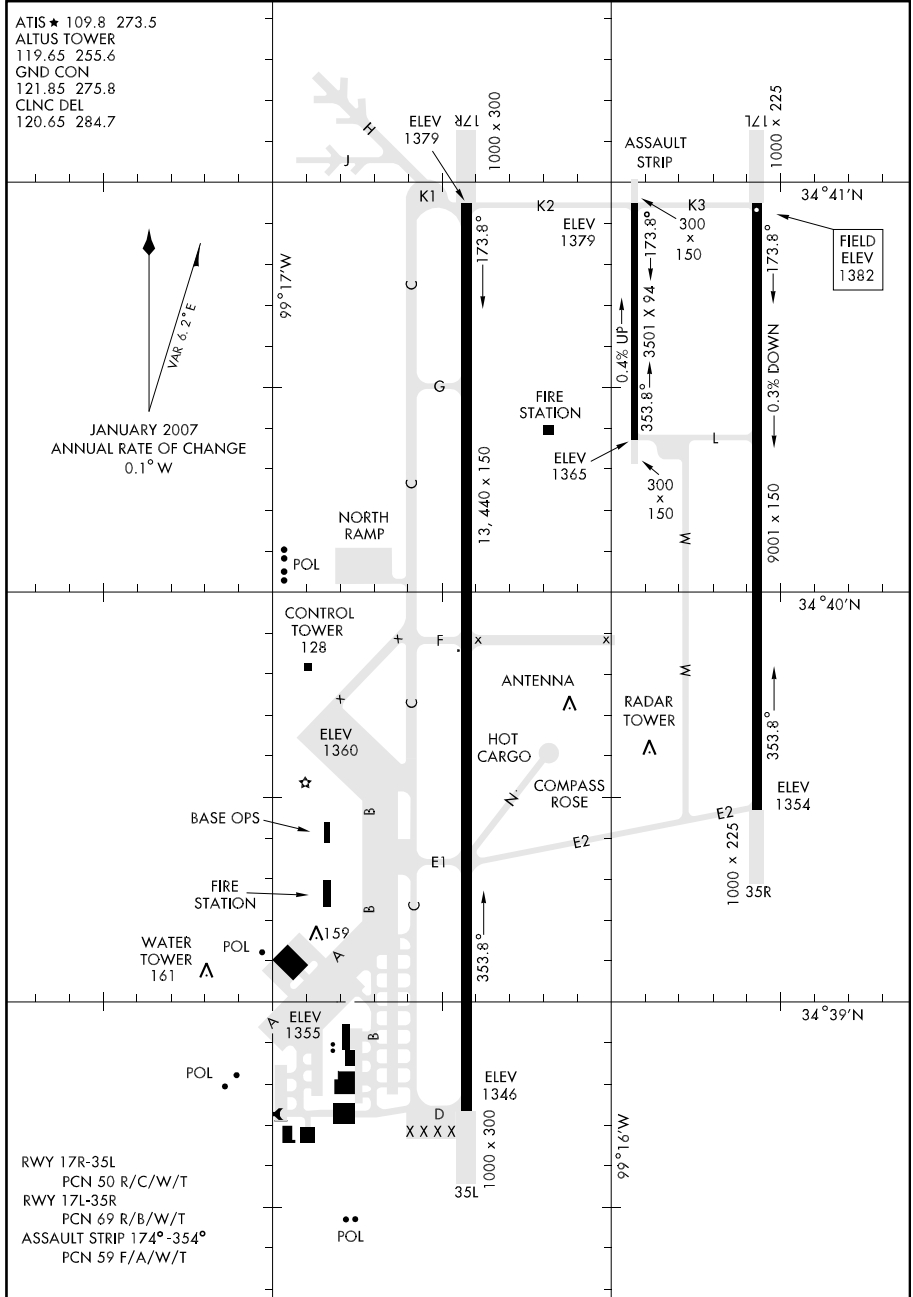 ATIS ★ 109.8 273.5
ALTUS TOWER
119.65 255.6
GND CON
121.85 275.8
CLNC DEL
120.65 284.7
H
J
ELEV
1379
17R
1000 x 300
ASSAULT
STRIP
17L
1000 x 225
34°41'N
K1
K2
K3
ELEV
1379
300
x
150
FIELD
ELEV
1382
173.8°
173.8°
173.8°
99°17'W
VAR 6.2°E
JANUARY 2007
ANNUAL RATE OF CHANGE
0.1° W
C
G
0.4% UP
3501 X 94
353.8°
0.3% DOWN
FIRE
STATION
ELEV
1365
L
300
x
150
C
13, 440 x 150
9001 x 150
M
NORTH
RAMP
POL
34°40'N
CONTROL
TOWER
128
x
F
x
x
x
C
ANTENNA
M
RADAR
TOWER
353.8°
ELEV
1360
HOT
CARGO
COMPASS
ROSE
N
ELEV
1354
BASE OPS
B
E1
E2
E2
1000 x 225
35R
FIRE
STATION
B
C
353.8°
159
POL
A
WATER
TOWER
161
34°39'N
A
ELEV
1355
B
POL
ELEV
1346
D
X X X X
1000 x 300
35L
99°16'W
POL
RWY 17R-35L
PCN 50 R/C/W/T
RWY 17L-35R
PCN 69 R/B/W/T
ASSAULT STRIP 174°-354°
PCN 59 F/A/W/T